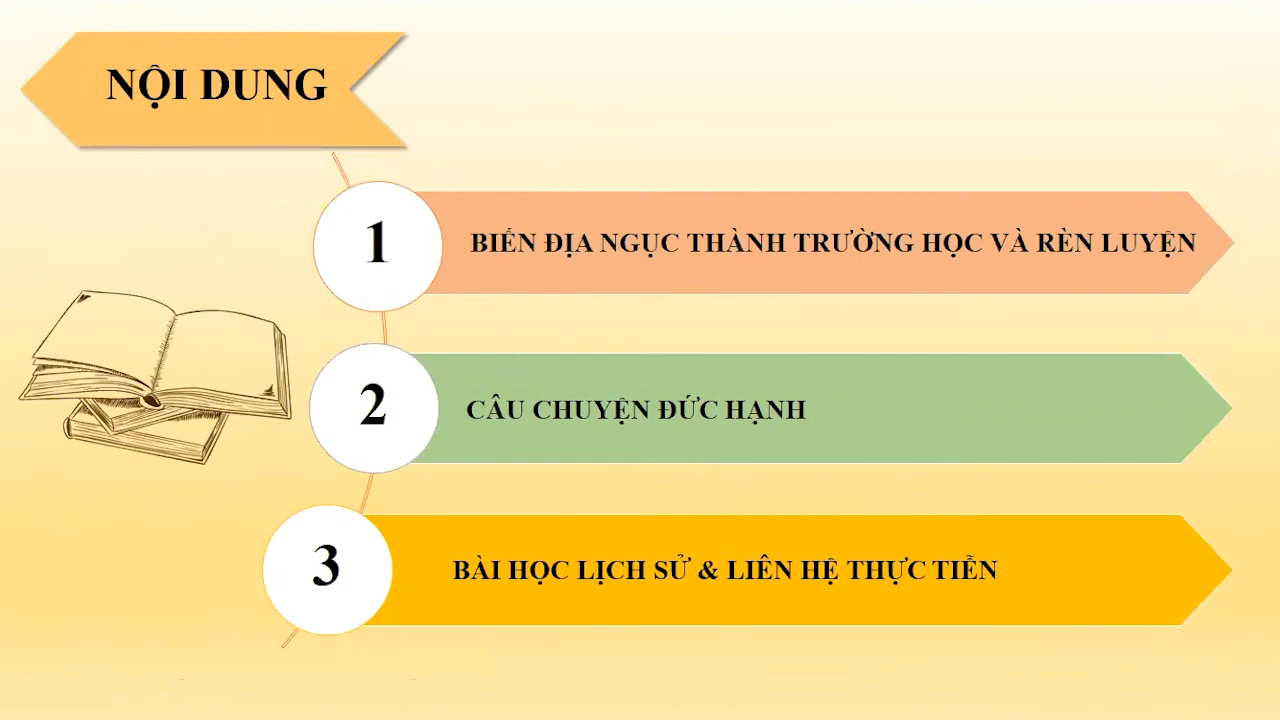 NỘI DUNG
1
BIẾN ĐỊA NGỤC THÀNH TRƯỜNG HỌC VÀ RÈN LUYỆN
2
CÂU CHUYỆN ĐỨC HẠNH
3
BÀI HỌC LỊCH SỬ & LIÊN HỆ THỰC TIỄN